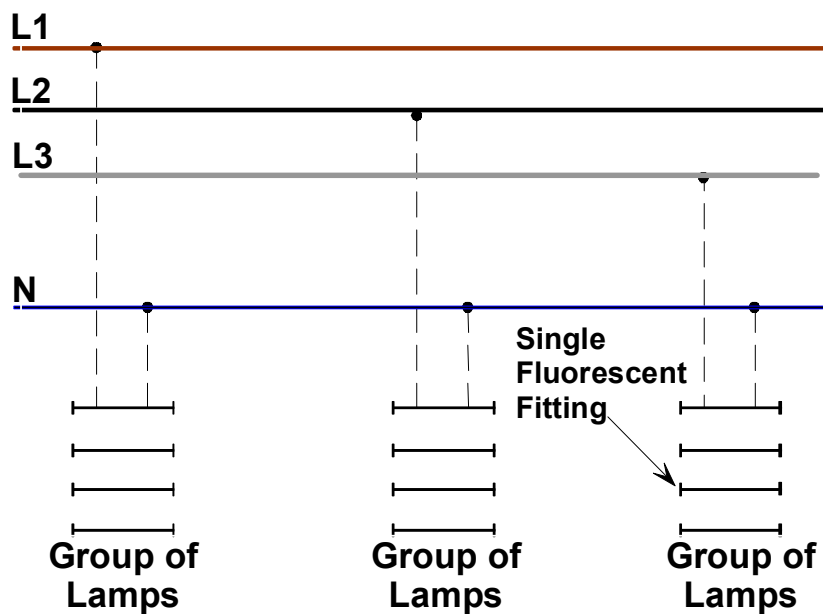 L1
L2
L3
N
Single
Fluorescent
Fitting
Group of
Lamps
Group of
Lamps
Group of
Lamps